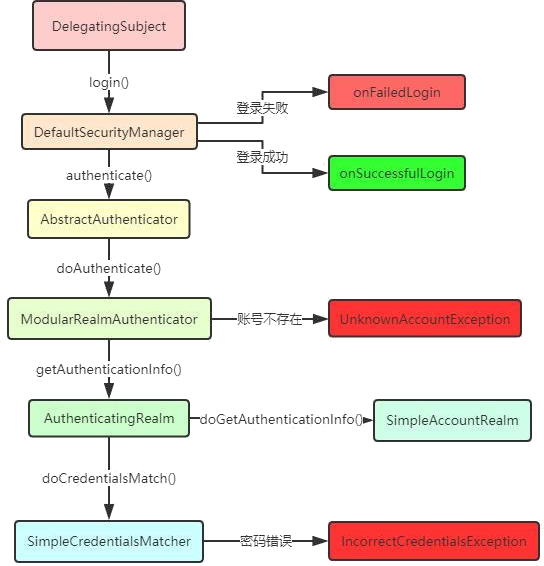 DelegatingSubject
login()
登录失败
onFailedLogin
DefaultSecurityManager
登录成功
onSuccessfulLogin
authenticate()
AbstractAuthenticator
doAuthenticate()
ModularRealmAuthenticator
账号不存在
UnknownAccountException
getAuthenticationInfo()
AuthenticatingRealm
doGetAuthenticationInfo()
SimpleAccountRealm
doCredentialsMatch()
SimpleCredentialsMatcher
密码错误
IncorrectCredentialsException